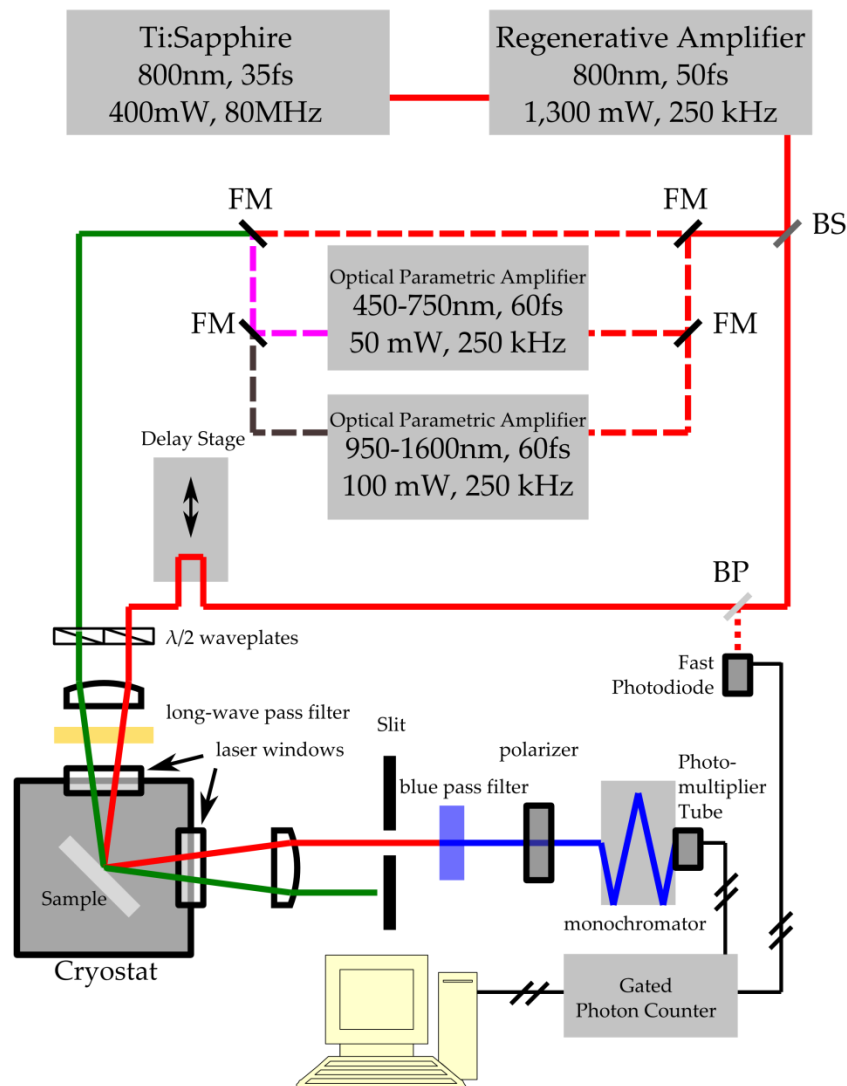 Ti:Sapphire
800nm, 35fs
400mW, 80MHz
Regenerative Amplifier
800nm, 50fs
1,300 mW, 250 kHz
FM
FM
BS
Optical Parametric Amplifier
450-750nm, 60fs
50 mW, 250 kHz
FM
FM
Optical Parametric Amplifier
950-1600nm, 60fs
100 mW, 250 kHz
Delay Stage
BP
λ/2 waveplates
Fast
Photodiode
long-wave pass filter
Slit
laser windows
polarizer
Photo-
multiplier
Tube
blue pass filter
Sample
monochromator
Cryostat
Gated
Photon Counter